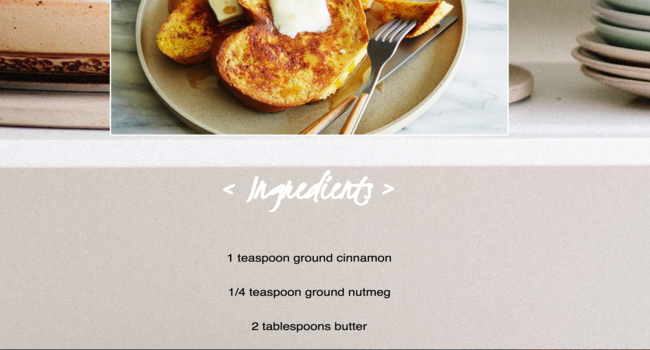 < Ingredients >
1 teaspoon ground cinnamon
1/4 teaspoon ground nutmeg
2 tablespoons butter